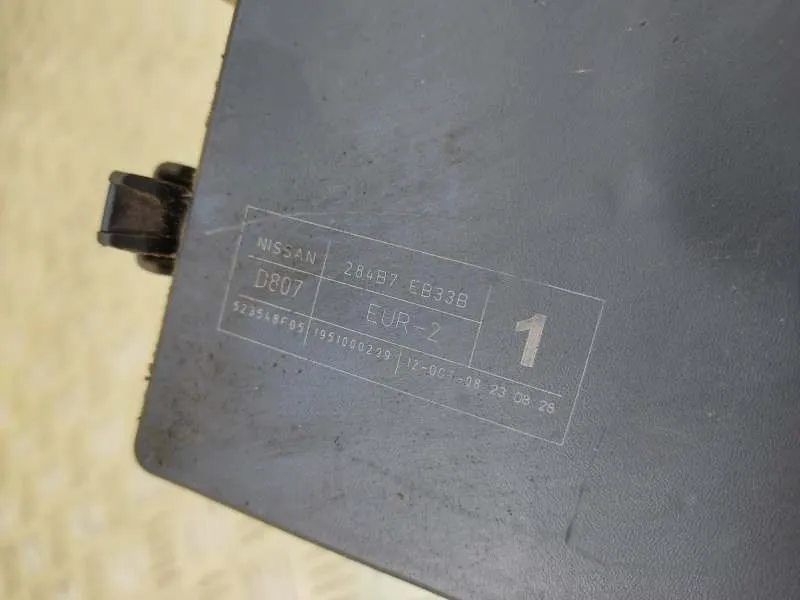 NISSAN 284B7 EB33B
D807 EUR-2 1
523548F05 1951000229 12-OCT-08 23 08 28